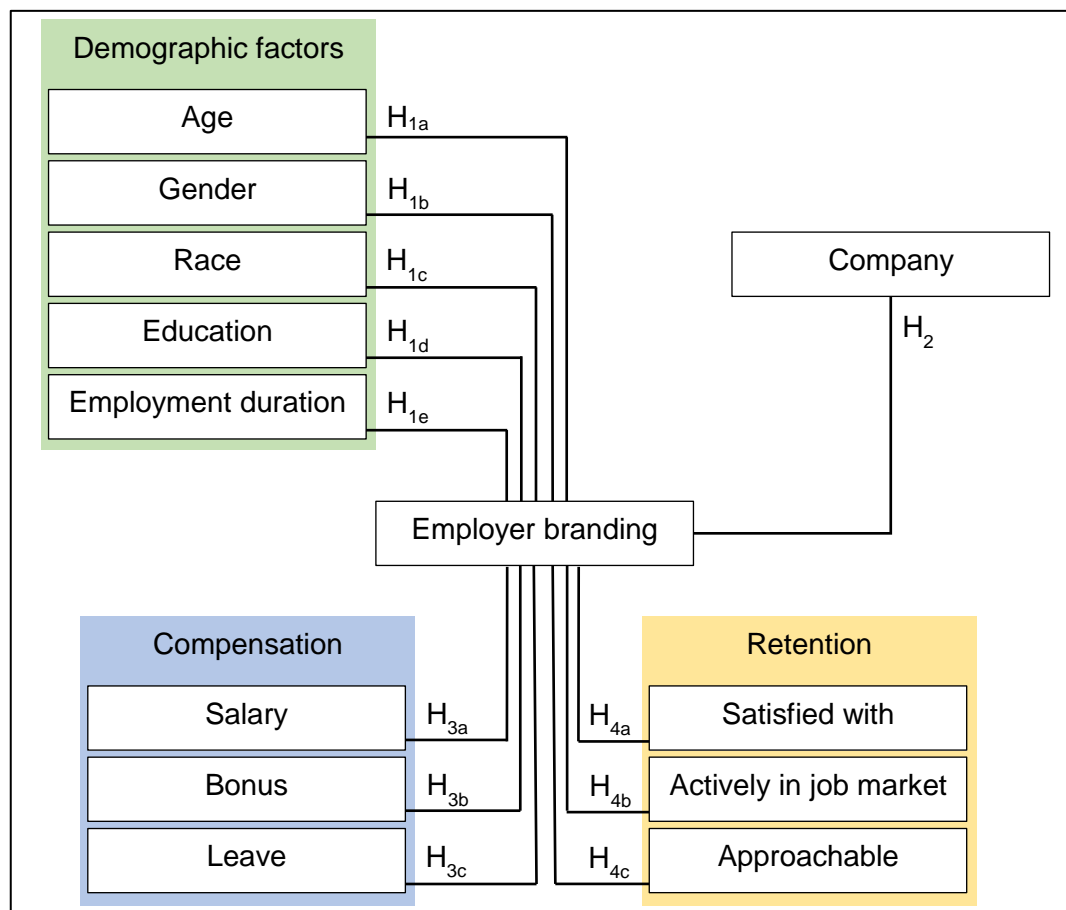 Demographic factors
Age
H1a
Gender
H1b
Race
H1c
Education
H1d
Employment duration
H1e
Company
H2
Employer branding
Compensation
Salary
H3a
Bonus
H3b
Leave
H3c
Retention
H4a
Satisfied with
H4b
Actively in job market
H4c
Approachable